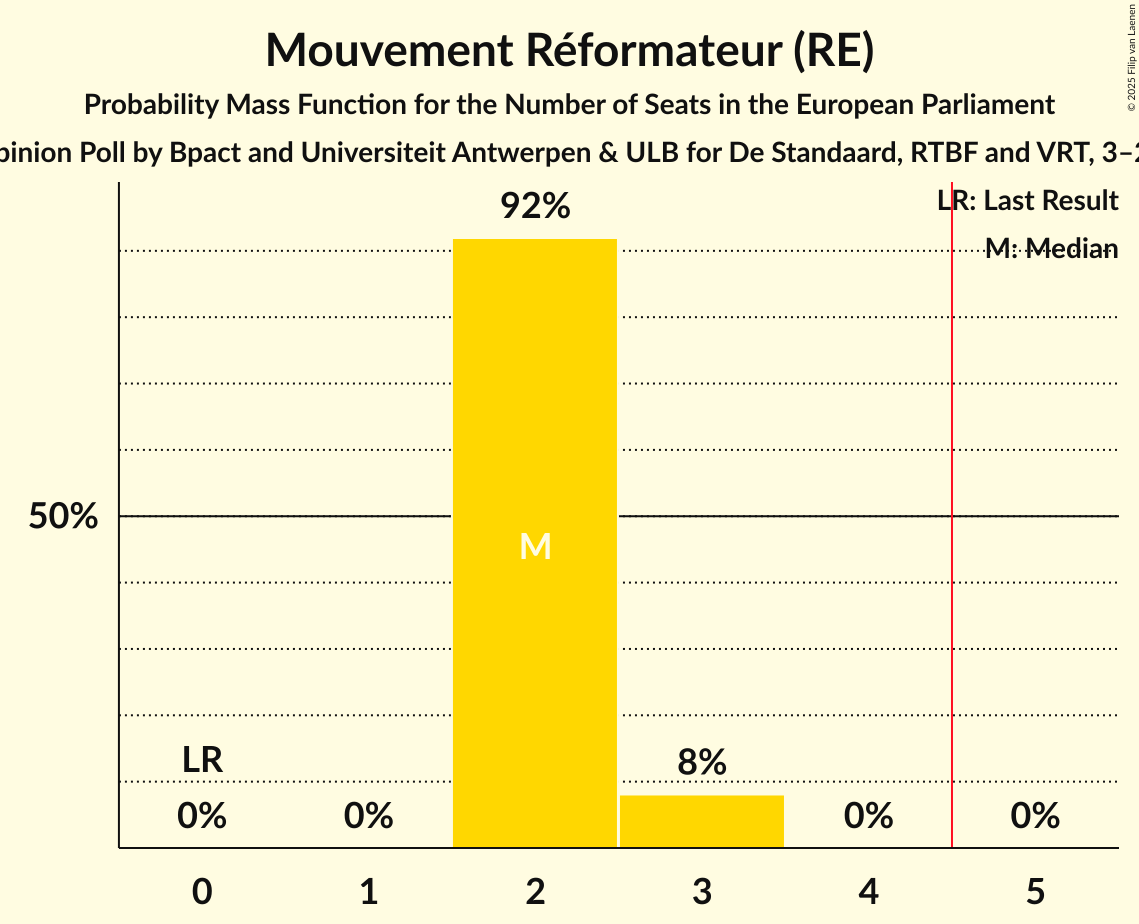 Mouvement Réformateur (RE)
Probability Mass Function for the Number of Seats in the European Parliament
pinion Poll by Bpact and Universiteit Antwerpen & ULB for De Standaard, RTBF and VRT, 3–2
© 2025 Filip van Laenen
LR: Last Result
M: Median
92%
50%
M
LR
8%
0% 0% 0% 0%
0 1 2 3 4 5